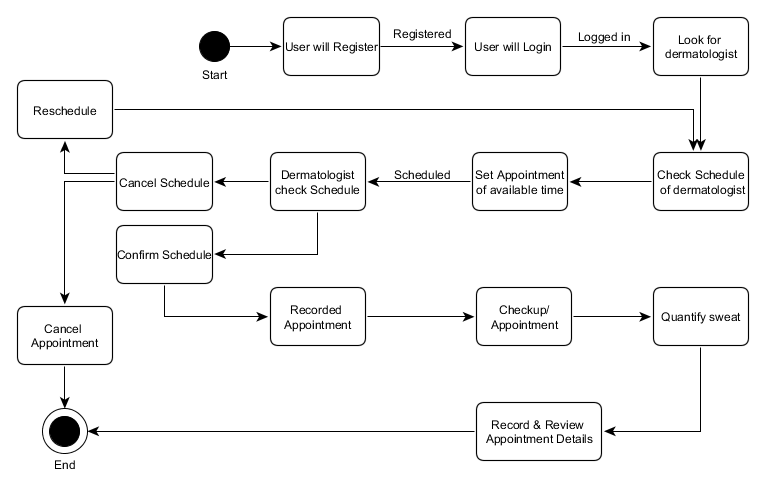 Start
User will Register
Registered
User will Login
Logged in
Look for
dermatologist
Reschedule
Cancel Schedule
Dermatologist
check Schedule
Scheduled
Set Appointment
of available time
Check Schedule
of dermatologist
Confirm Schedule
Cancel
Appointment
Recorded
Appointment
Checkup/
Appointment
Quantify sweat
Record & Review
Appointment Details
End